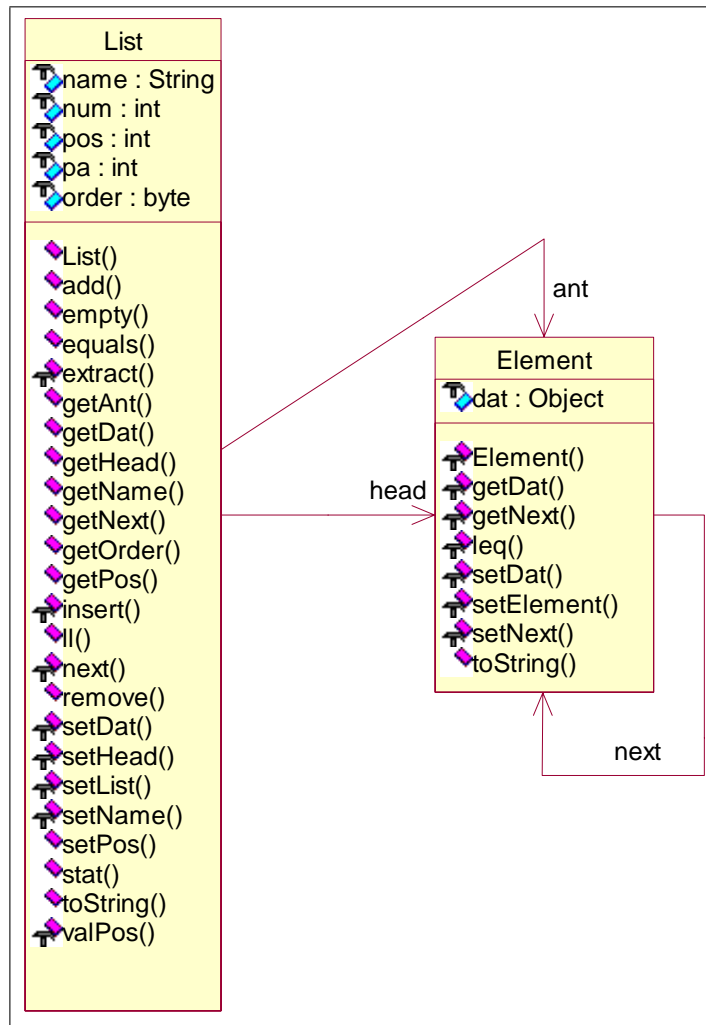 List
name : String
num : int
pos : int
pa : int
order : byte
List()
add()
empty()
equals()
extract()
getAnt()
getDat()
getHead()
getName()
getNext()
getOrder()
getPos()
insert()
ll()
next()
remove()
setDat()
setHead()
setList()
setName()
setPos()
stat()
toString()
valPos()
ant
head
Element
dat : Object
Element()
getDat()
getNext()
leq()
setDat()
setElement()
setNext()
toString()
next